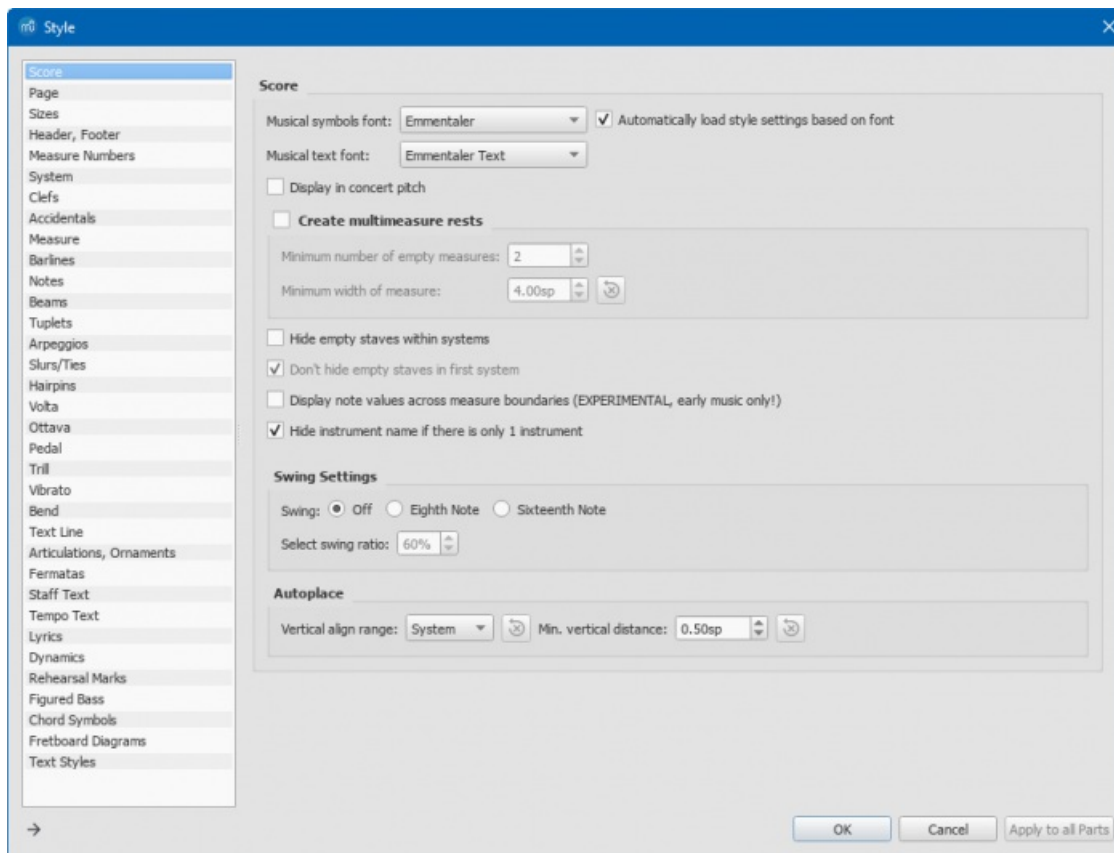 Style
Score
Page
Sizes
Header, Footer
Measure Numbers
System
Clefs
Accidentals
Measure
Barlines
Notes
Beams
Tuplets
Arpeggios
Slurs/Ties
Hairpins
Volta
Ottava
Pedal
Trill
Vibrato
Bend
Text Line
Articulations, Ornaments
Fermatas
Staff Text
Tempo Text
Lyrics
Dynamics
Rehearsal Marks
Figured Bass
Chord Symbols
Fretboard Diagrams
Text Styles
Score
Musical symbols font: Emmentaler Automatically load style settings based on font
Musical text font: Emmentaler Text
Display in concert pitch
Create multimeasure rests
Minimum number of empty measures: 2
Minimum width of measure: 4.00sp
Hide empty staves within systems
Don't hide empty staves in first system
Display note values across measure boundaries (EXPERIMENTAL, early music only!)
Hide instrument name if there is only 1 instrument
Swing Settings
Swing: Off Eighth Note Sixteenth Note
Select swing ratio: 60%
Autoplace
Vertical align range: System Min. vertical distance: 0.50sp
OK Cancel Apply to all Parts